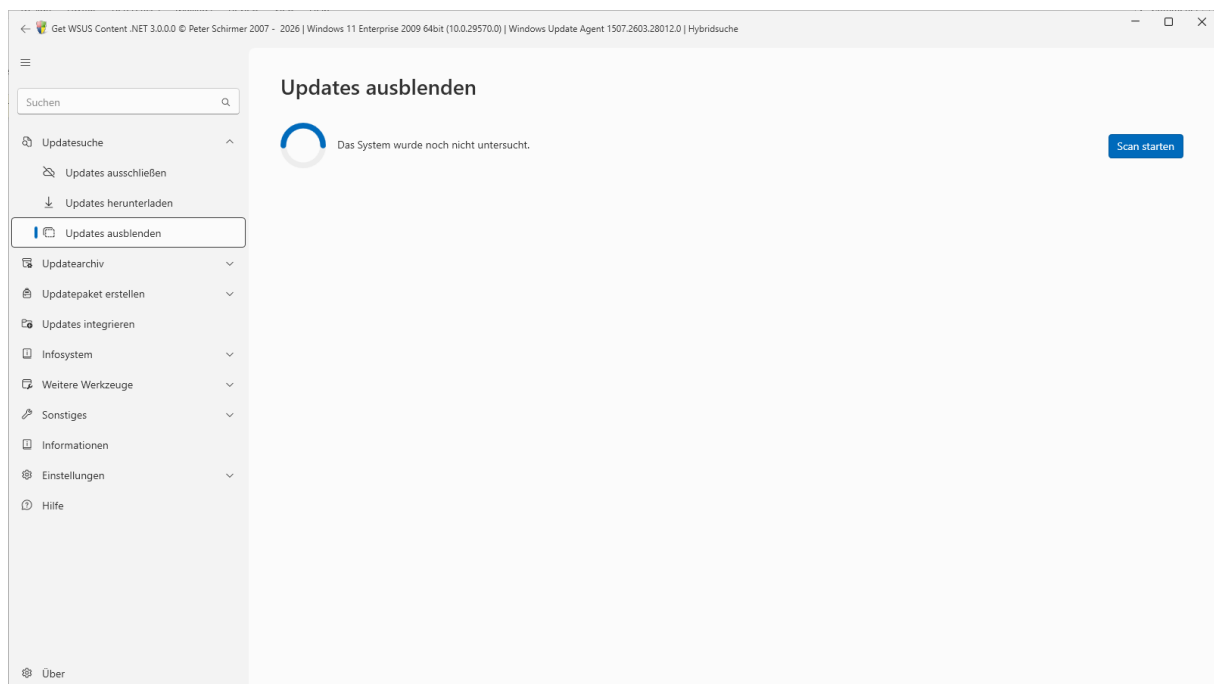 Get WSUS Content .NET 3.0.0.0 © Peter Schirmer 2007 - 2026 | Windows 11 Enterprise 2009 64bit (10.0.29570.0) | Windows Update Agent 1507.2603.28012.0 | Hybridsuche
Suchen
Updatesuche
Updates ausschließen
Updates herunterladen
Updates ausblenden
Updatearchiv
Updatepaket erstellen
Updates integrieren
Infosystem
Weitere Werkzeuge
Sonstiges
Informationen
Einstellungen
Hilfe
Über
Updates ausblenden
Das System wurde noch nicht untersucht.
Scan starten